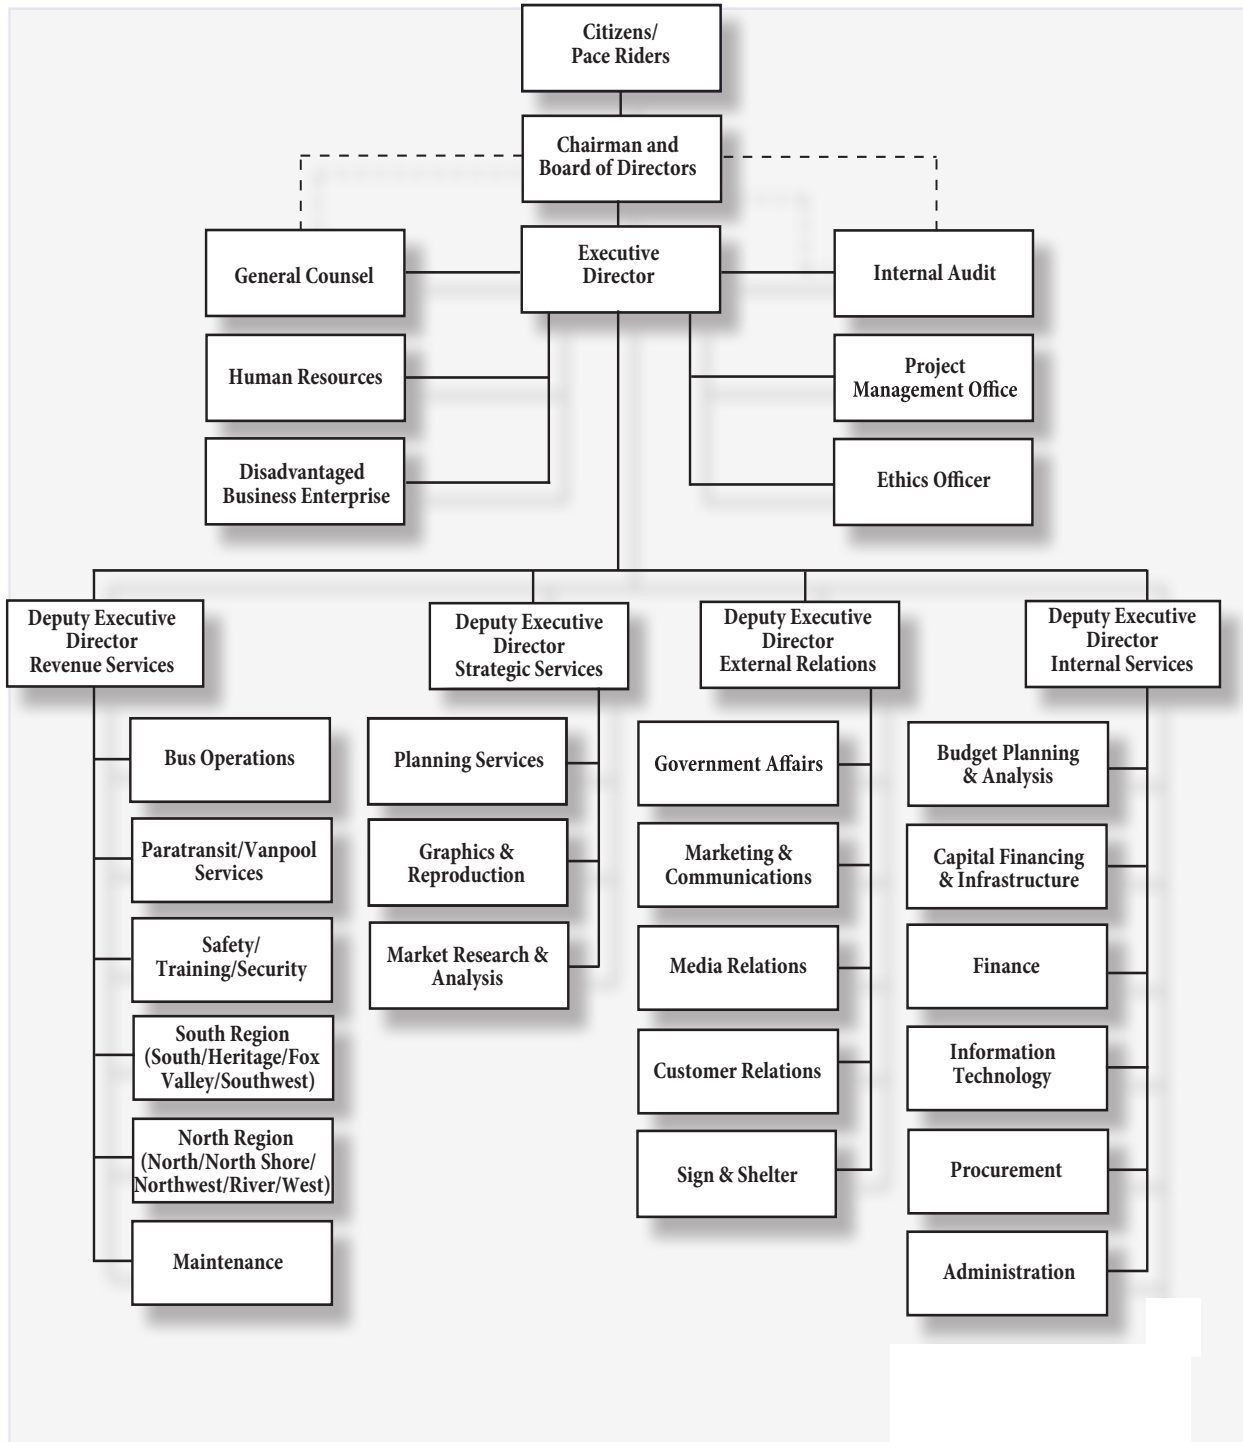 Citizens/
Pace Riders
Chairman and
Board of Directors
Executive
Director
General Counsel
Internal Audit
Human Resources
Project
Management Office
Disadvantaged
Business Enterprise
Ethics Officer
Deputy Executive
Director
Revenue Services
Bus Operations
Paratransit/Vanpool
Services
Safety/
Training/Security
South Region
(South/Heritage/Fox
Valley/Southwest)
North Region
(North/North Shore/
Northwest/River/West)
Maintenance
Deputy Executive
Director
Strategic Services
Planning Services
Graphics &
Reproduction
Market Research &
Analysis
Deputy Executive
Director
External Relations
Government Affairs
Marketing &
Communications
Media Relations
Customer Relations
Sign & Shelter
Deputy Executive
Director
Internal Services
Budget Planning
& Analysis
Capital Financing
& Infrastructure
Finance
Information
Technology
Procurement
Administration